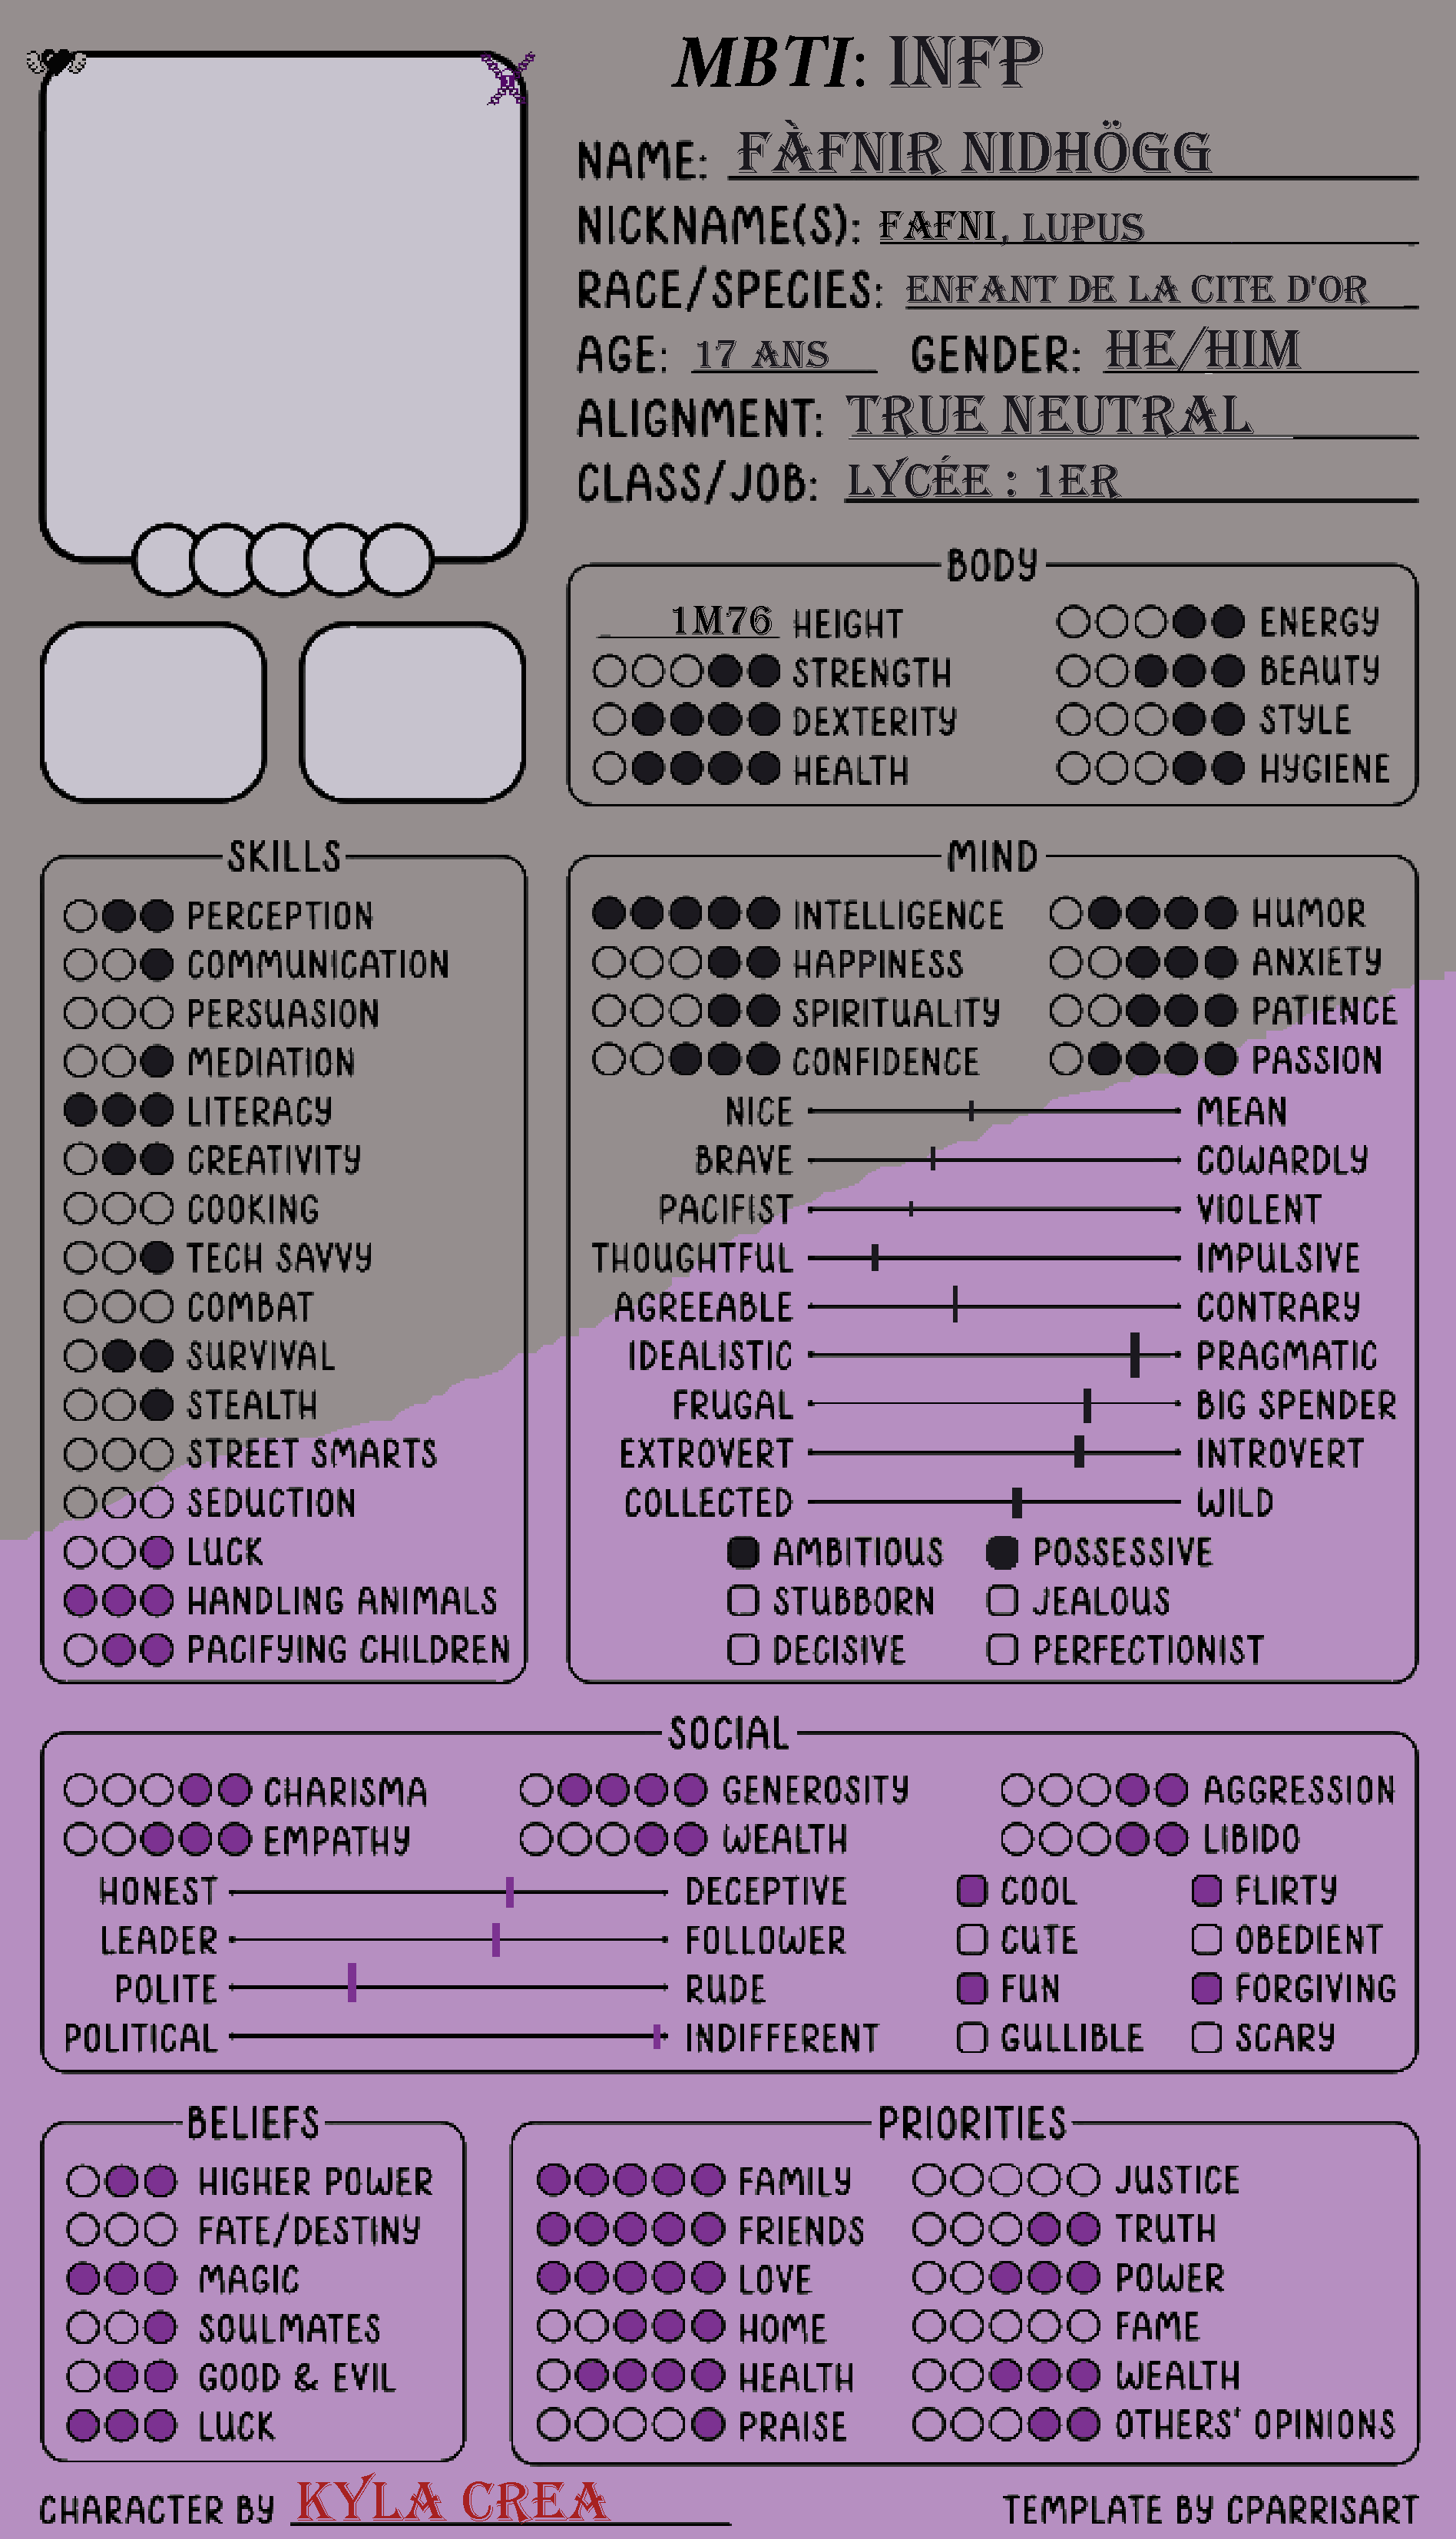 MBTI: INFP
NAME: FÀFNIR NIDHÖGG
NICKNAME(S): FAFNI, LUPUS
RACE/SPECIES: ENFANT DE LA CITE D'OR
AGE: 17 ANS GENDER: HE/HIM
ALIGNMENT: TRUE NEUTRAL
CLASS/JOB: LYCÉE : 1ER
BODY
1M76 HEIGHT ENERGY
STRENGTH BEAUTY
DEXTERITY STYLE
HEALTH HYGIENE
SKILLS
PERCEPTION
COMMUNICATION
PERSUASION
MEDIATION
LITERACY
CREATIVITY
COOKING
TECH SAVVY
COMBAT
SURVIVAL
STEALTH
STREET SMARTS
SEDUCTION
LUCK
HANDLING ANIMALS
PACIFYING CHILDREN
MIND
INTELLIGENCE HUMOR
HAPPINESS ANXIETY
SPIRITUALITY PATIENCE
CONFIDENCE PASSION
NICE MEAN
BRAVE COWARDLY
PACIFIST VIOLENT
THOUGHTFUL IMPULSIVE
AGREEABLE CONTRARY
IDEALISTIC PRAGMATIC
FRUGAL BIG SPENDER
EXTROVERT INTROVERT
COLLECTED WILD
AMBITIOUS POSSESSIVE
STUBBORN JEALOUS
DECISIVE PERFECTIONIST
SOCIAL
CHARISMA GENEROSITY AGGRESSION
EMPATHY WEALTH LIBIDO
HONEST DECEPTIVE COOL FLIRTY
LEADER FOLLOWER CUTE OBEDIENT
POLITE RUDE FUN FORGIVING
POLITICAL INDIFFERENT GULLIBLE SCARY
BELIEFS
HIGHER POWER
FATE/DESTINY
MAGIC
SOULMATES
GOOD & EVIL
LUCK
PRIORITIES
FAMILY JUSTICE
FRIENDS TRUTH
LOVE POWER
HOME FAME
HEALTH WEALTH
PRAISE OTHERS' OPINIONS
CHARACTER BY KYLA CREA TEMPLATE BY CPARRISART